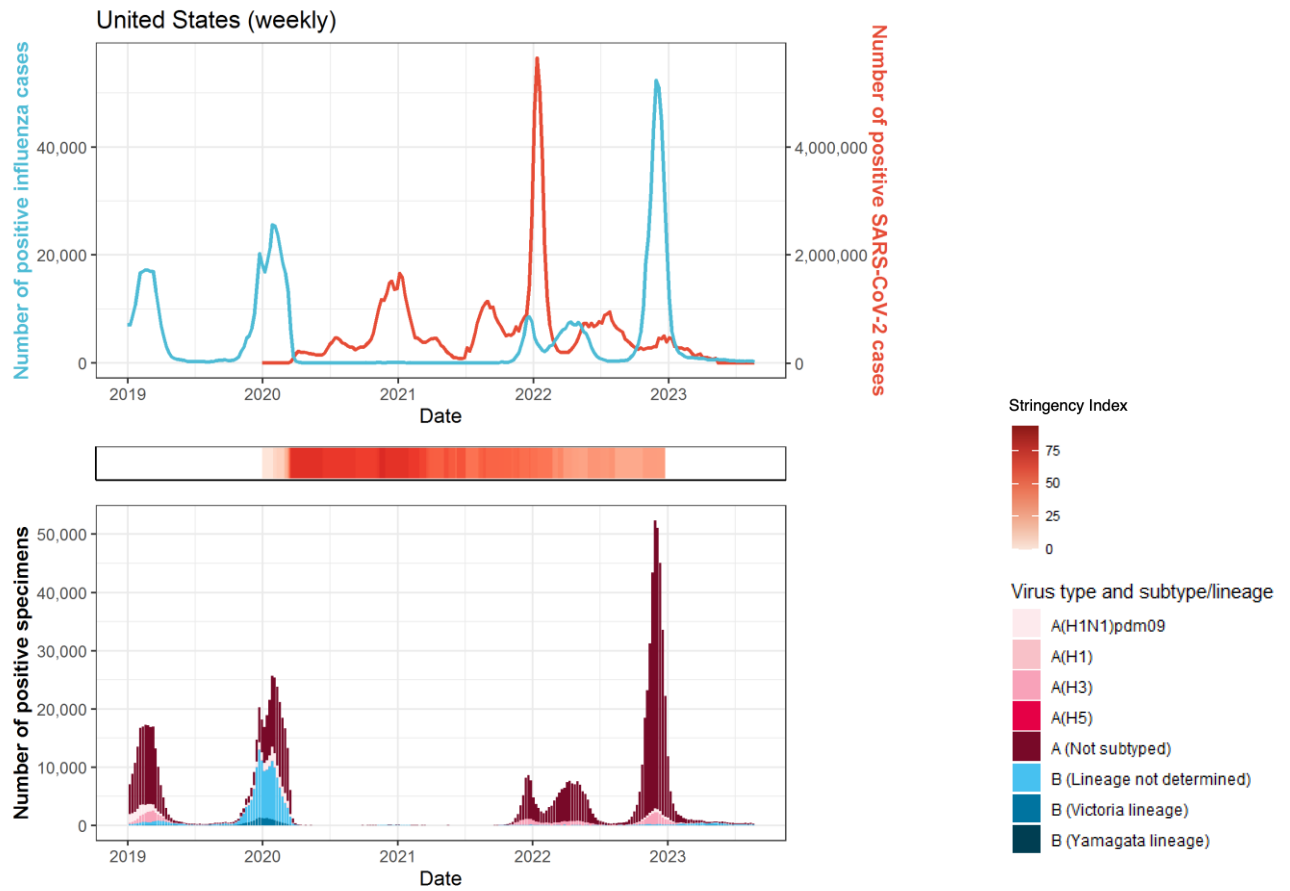 United States (weekly)
Number of positive influenza cases
Number of positive SARS-CoV-2 cases
40,000
20,000
0
4,000,000
2,000,000
0
2019 2020 2021 2022 2023
Date
Stringency Index
75
50
25
0
Number of positive specimens
50,000
40,000
30,000
20,000
10,000
0
2019 2020 2021 2022 2023
Date
Virus type and subtype/lineage
A(H1N1)pdm09
A(H1)
A(H3)
A(H5)
A (Not subtyped)
B (Lineage not determined)
B (Victoria lineage)
B (Yamagata lineage)